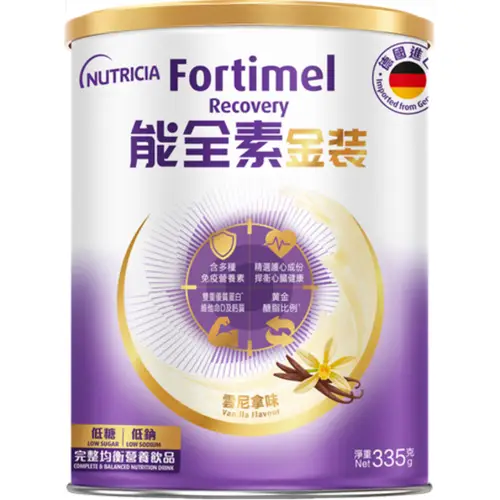 NUTRICIA
Fortimel
Recovery
能全素金装
德國進
Imported from Ger
含多種
免疫營養素
精選護心成份
捍衛心臟健康
雙重優質蛋白
維他命D及鈣質
黃金
醣脂比例
雲尼拿味
Vanilla Flavour
低糖
LOW SUGAR
低鈉
LOW SODIUM
完整均衡營養飲品
COMPLETE & BALANCED NUTRITION DRINK
淨重 335克
Net 335g